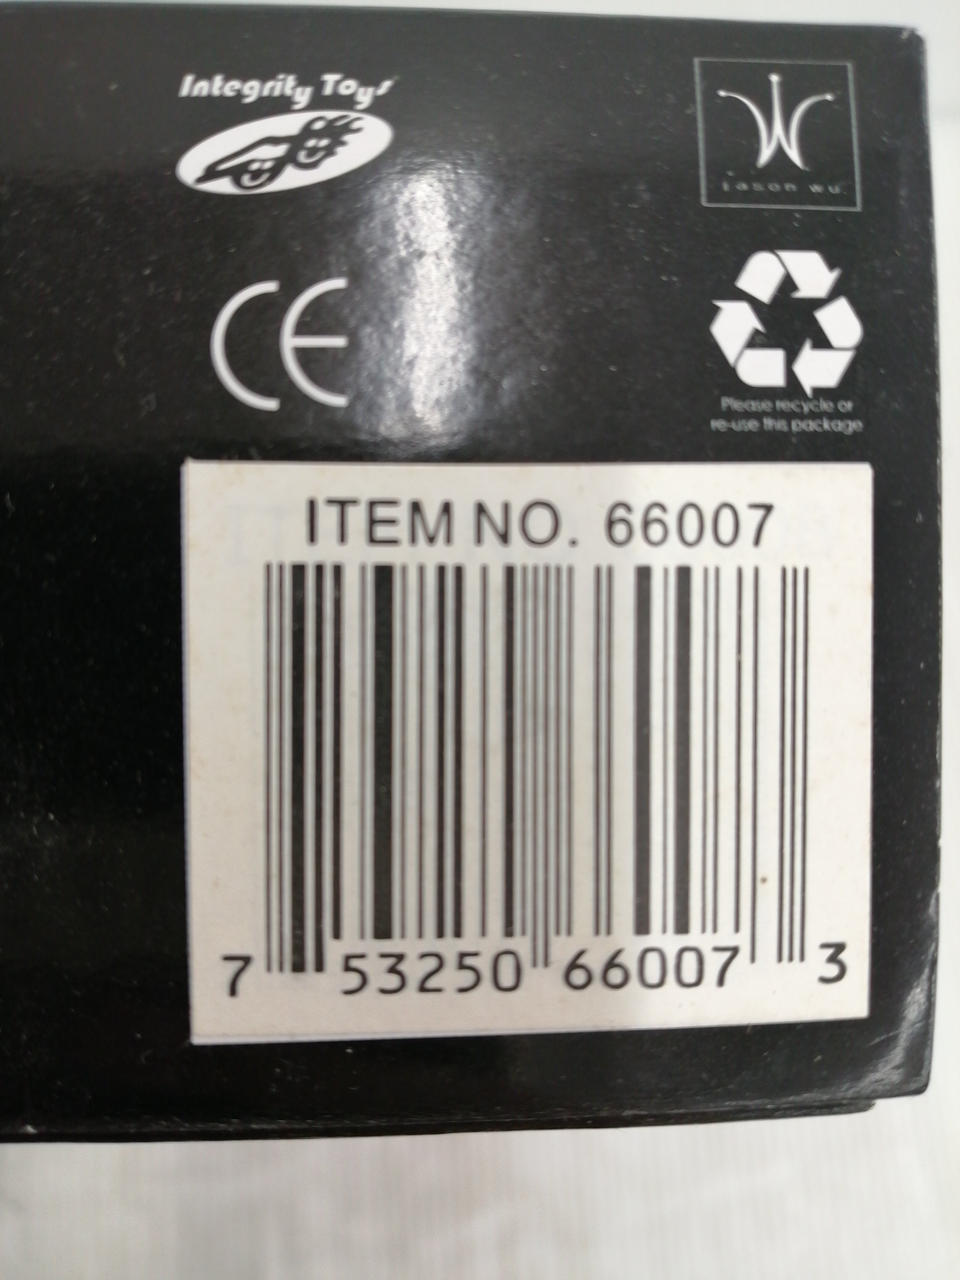 Integrity Toys
jason wu
CE
Please recycle or
re-use this package
ITEM NO. 66007
7 53250 66007 3